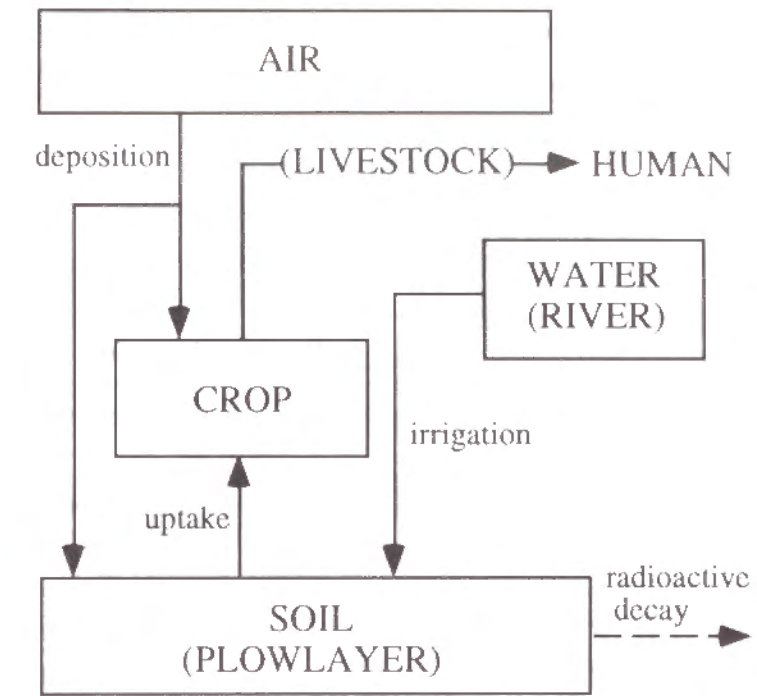 AIR
deposition
(LIVESTOCK)
HUMAN
WATER
(RIVER)
CROP
irrigation
uptake
radioactive
decay
SOIL
(PLOWLAYER)